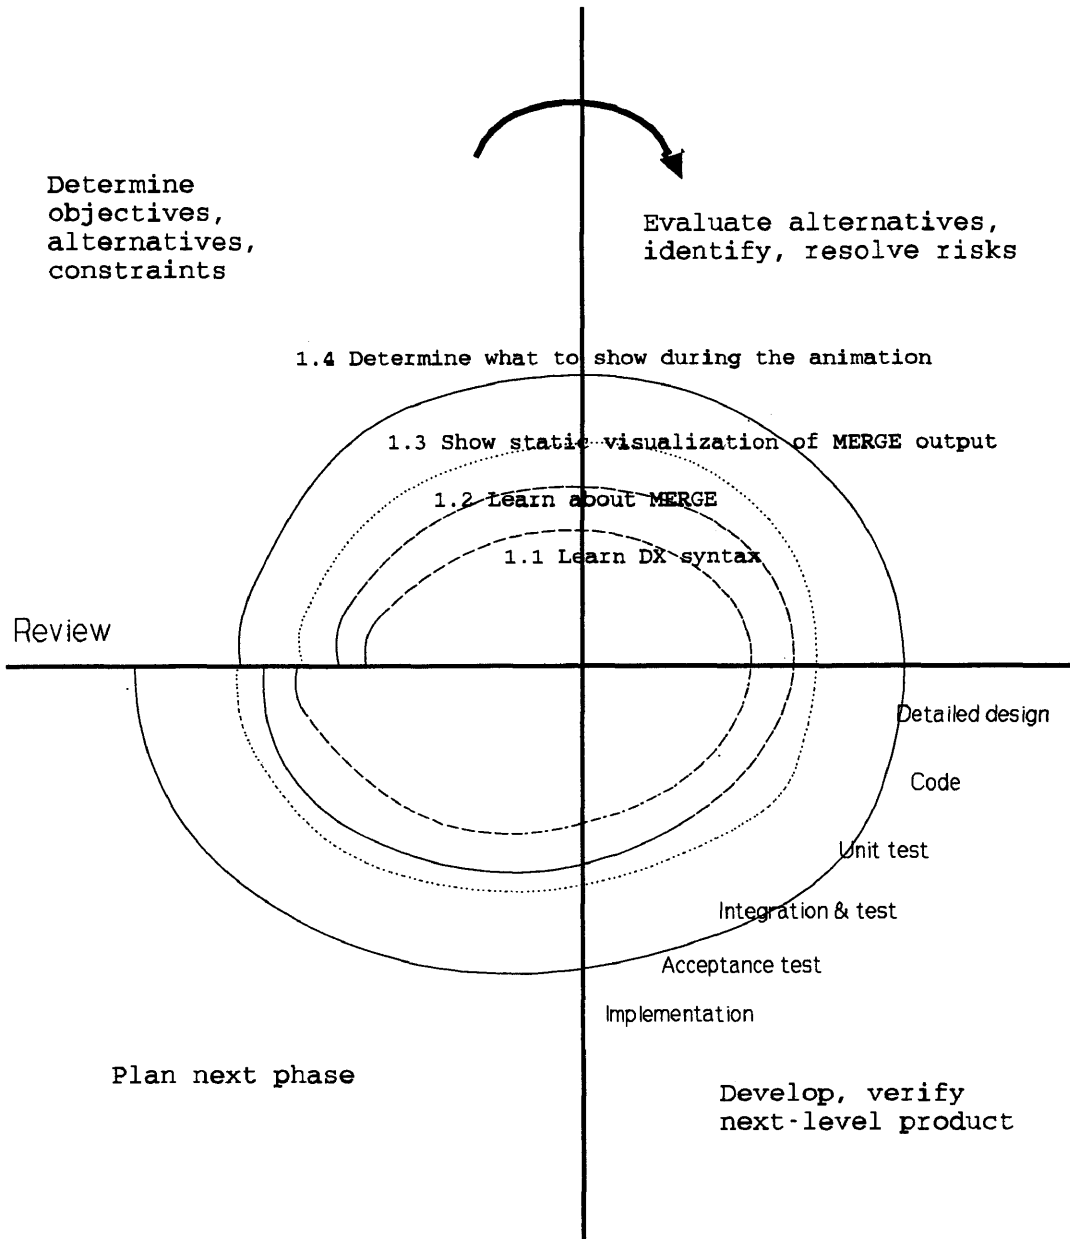 Determine
objectives,
alternatives,
constraints
Evaluate alternatives,
identify, resolve risks
1.4 Determine what to show during the animation
1.3 Show static visualization of MERGE output
1.2 Learn about MERGE
1.1 Learn DX syntax
Review
Detailed design
Code
Unit test
Integration & test
Acceptance test
Implementation
Plan next phase
Develop, verify
next-level product